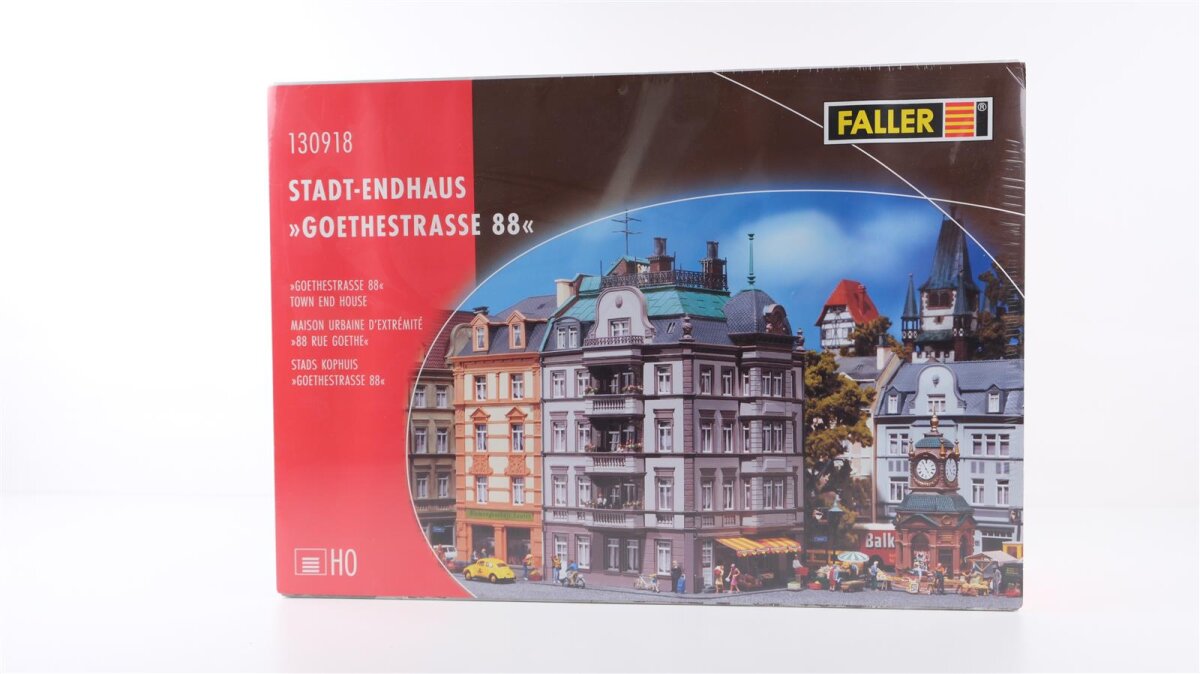 130918
FALLER ®
STADT-ENDHAUS
»GOETHESTRASSE 88«
»GOETHESTRASSE 88«
TOWN END HOUSE
MAISON URBAINE D'EXTRÉMITÉ
»88 RUE GOETHE«
STADS KOPHUIS
»GOETHESTRASSE 88«
Balk
HO